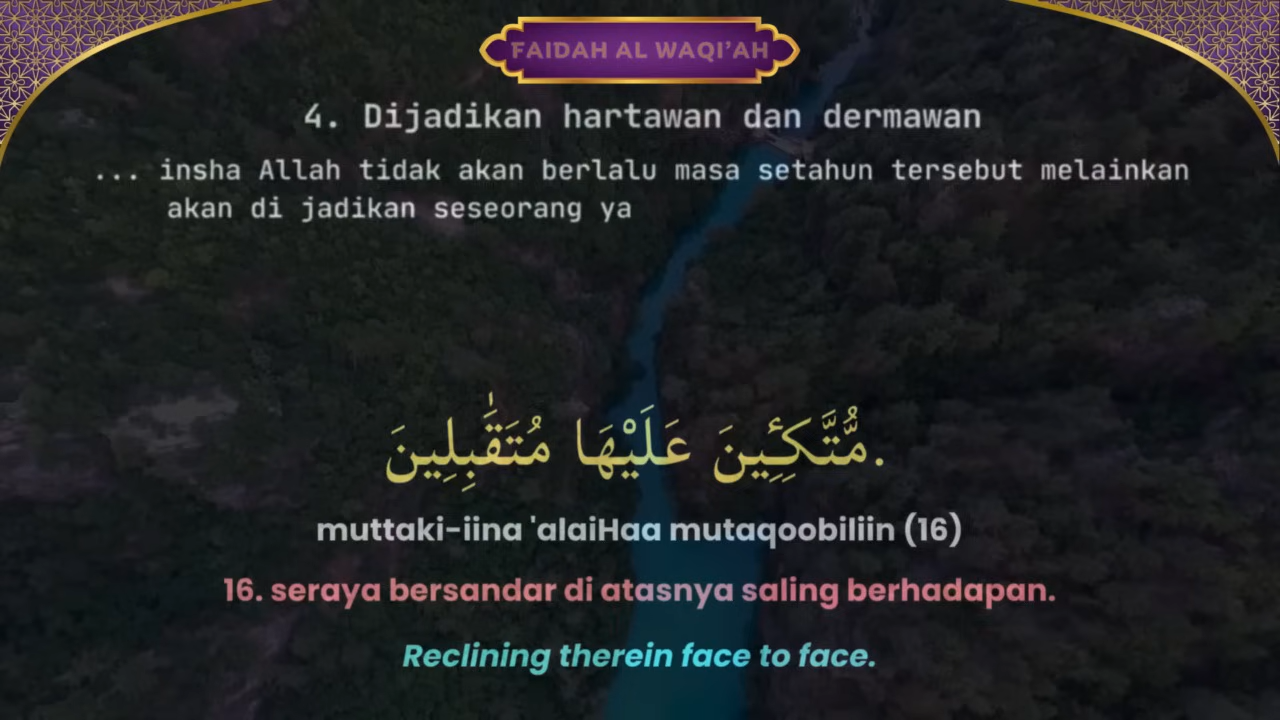 FAIDAH AL WAQI'AH
4. Dijadikan hartawan dan dermawan
... insha Allah tidak akan berlalu masa setahun tersebut melainkan
akan di jadikan seseorang ya
مُّتَّكِـِٔينَ عَلَيْهَا مُتَقَٰبِلِينَ.
muttaki-iina 'alaiHaa mutaqoobiliin (16)
16. seraya bersandar di atasnya saling berhadapan.
Reclining therein face to face.